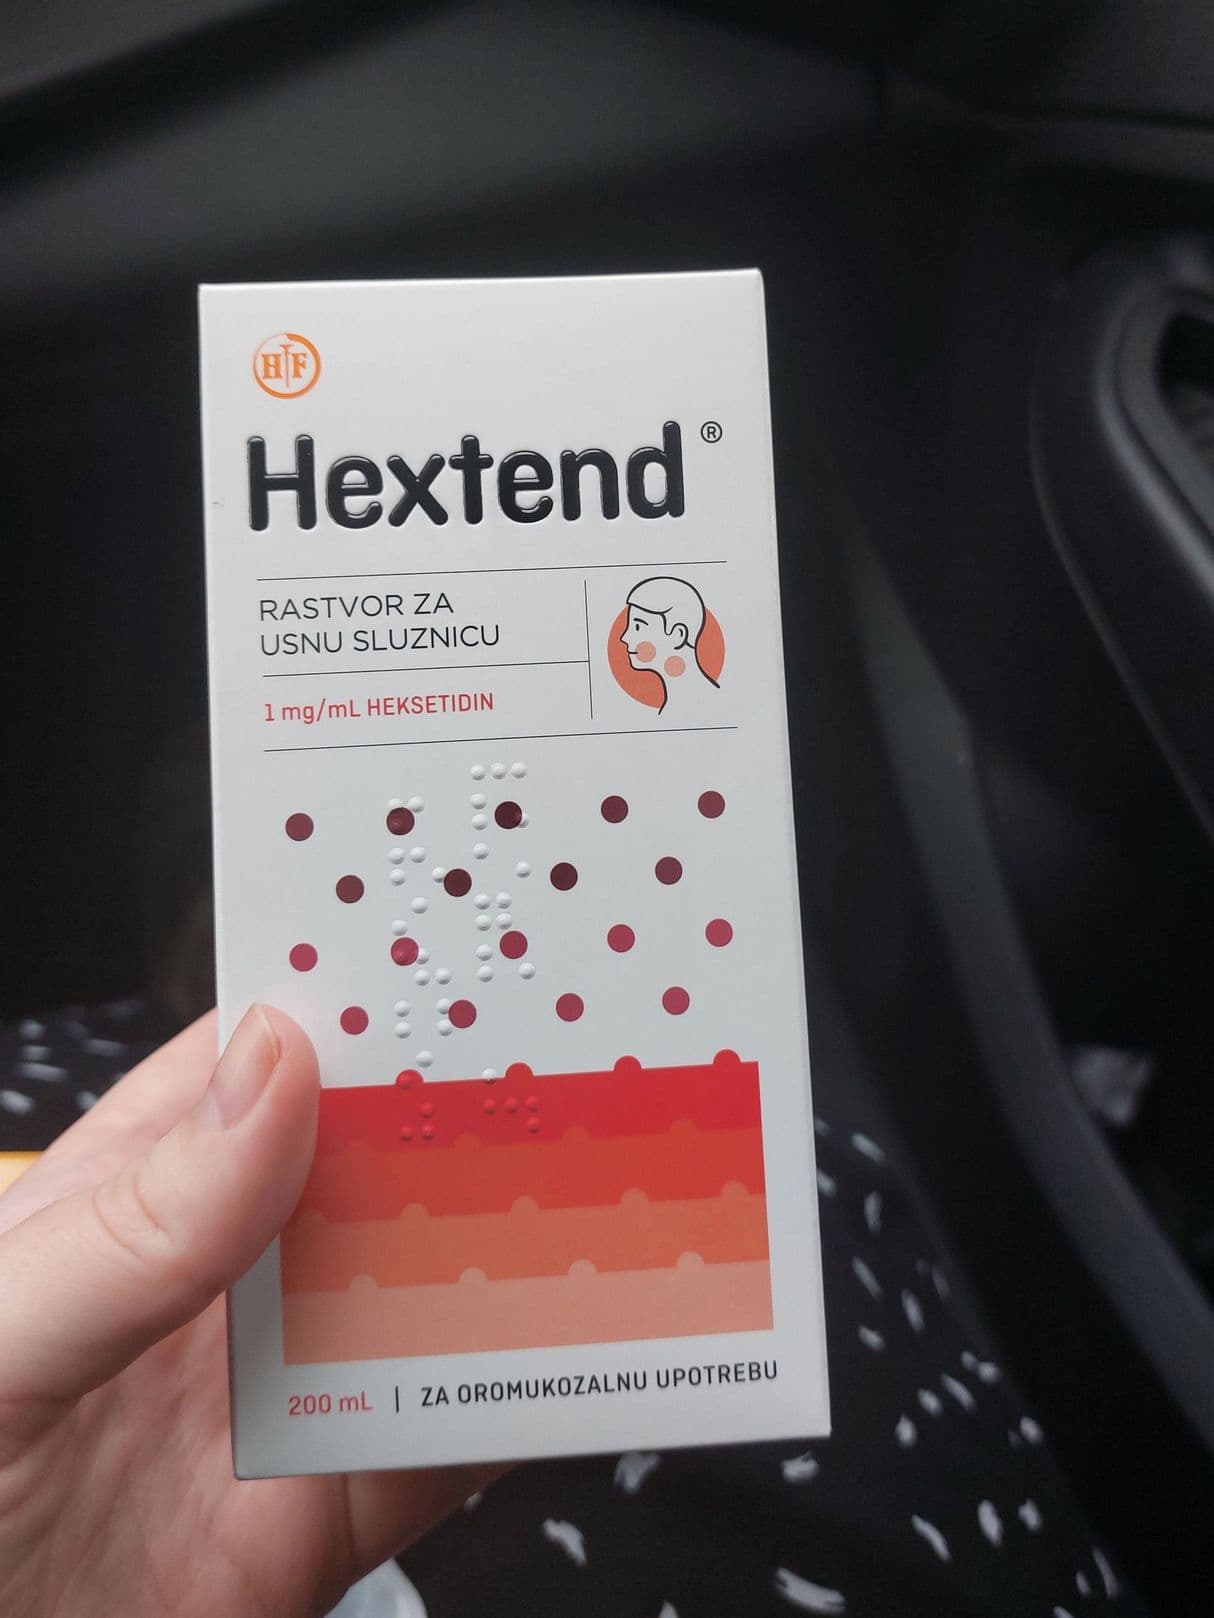 HF
Hextend®
RASTVOR ZA
USNU SLUZNICU
1 mg/mL HEKSETIDIN
200 mL | ZA OROMUKOZALNU UPOTREBU